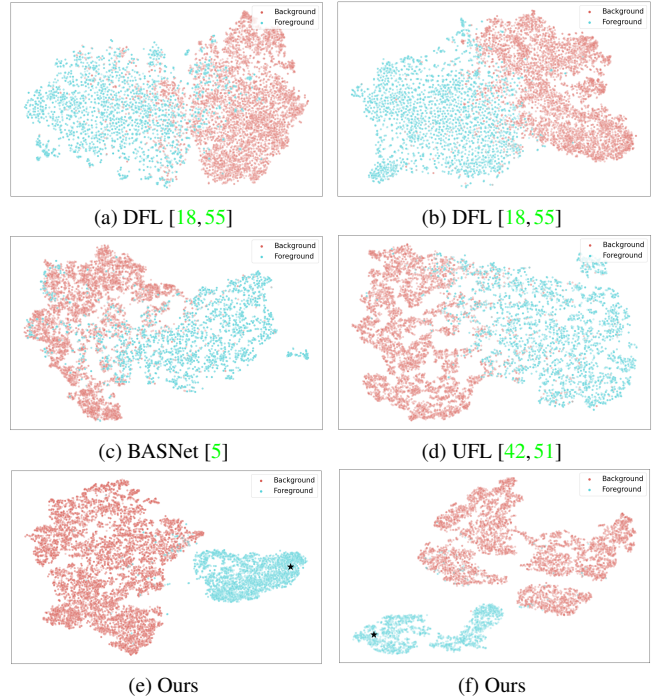 Background
Foreground
Background
Foreground
(a) DFL [18,55]
(b) DFL [18,55]
Background
Foreground
Background
Foreground
(c) BASNet [5]
(d) UFL [42,51]
Background
Foreground
Background
Foreground
(e) Ours
(f) Ours